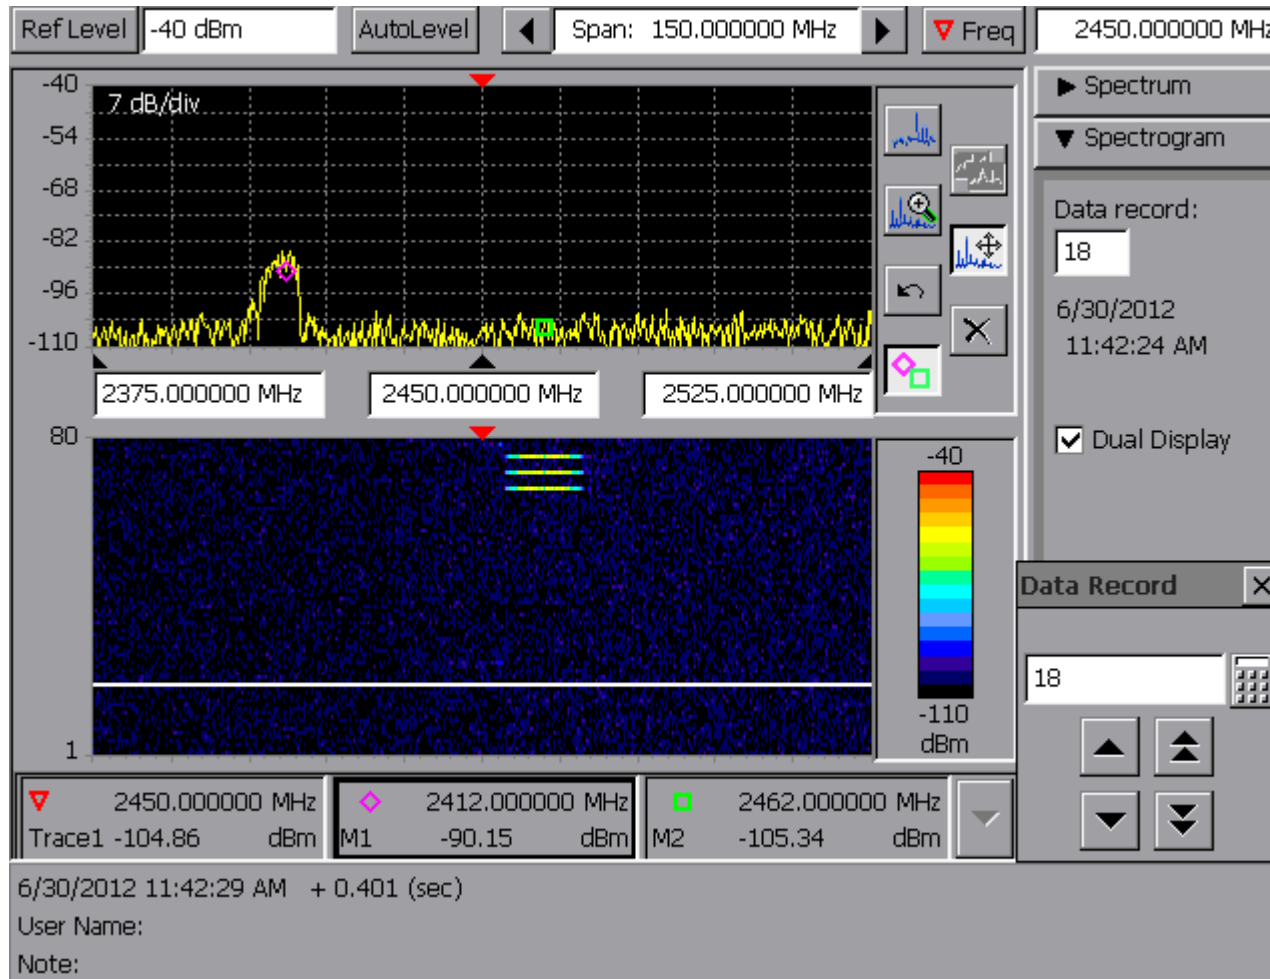 Ref Level -40 dBm AutoLevel Span: 150.000000 MHz Freq 2450.000000 MHz
7 dB/div
-40
-54
-68
-82
-96
-110
2375.000000 MHz 2450.000000 MHz 2525.000000 MHz
80
1
-40
-110
dBm
Spectrum
Spectrogram
Data record:
18
6/30/2012
11:42:24 AM
Dual Display
Data Record
18
2450.000000 MHz
Trace1 -104.86 dBm
2412.000000 MHz
M1 -90.15 dBm
2462.000000 MHz
M2 -105.34 dBm
6/30/2012 11:42:29 AM + 0.401 (sec)
User Name:
Note: